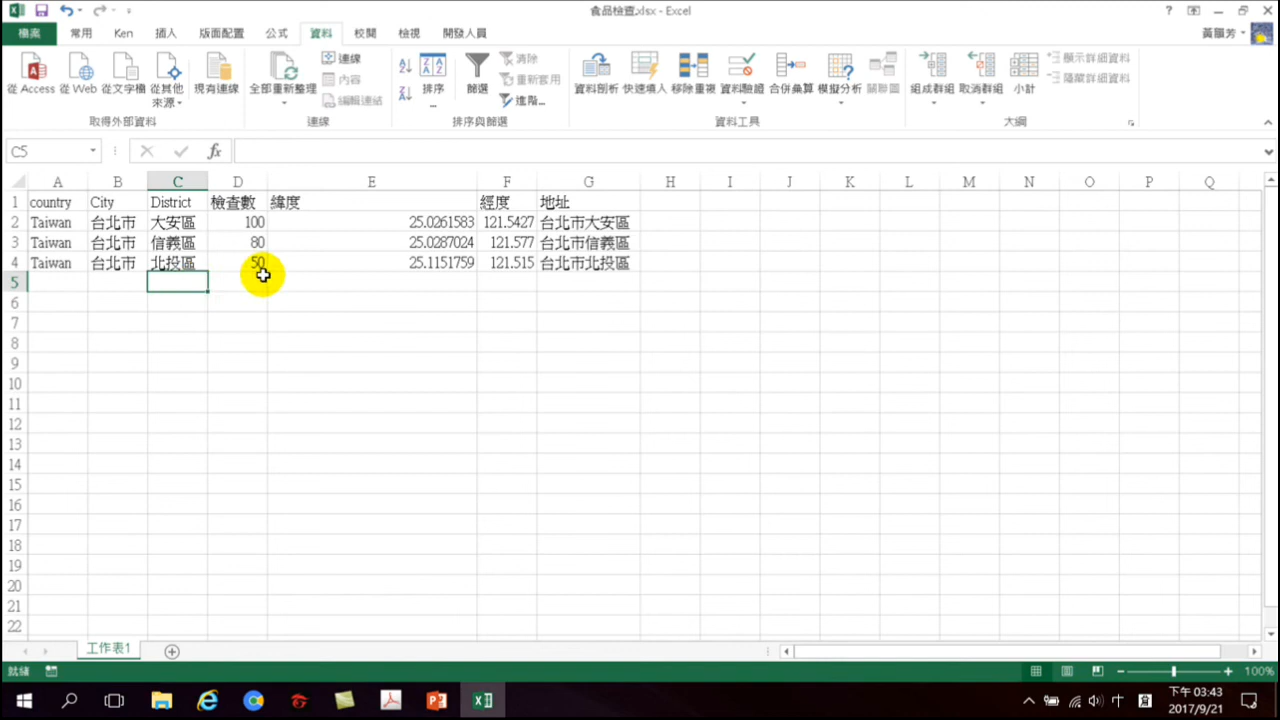 食品檢查.xlsx - Excel
檔案 常用 Ken 插入 版面配置 公式 資料 校閱 檢視 開發人員
從 Access 從 Web 從文字檔 從其他來源 現有連線 全部重新整理 連線 內容 編輯連結 排序... 篩選 清除 重新套用 進階... 資料剖析 快速填入 移除重複 資料驗證 合併彙算 模擬分析 關聯圖 組成群組 取消群組 小計 顯示詳細資料 隱藏詳細資料
取得外部資料 連線 排序與篩選 資料工具 大綱
C5 fx
A B C D E F G H I J K L M N O P Q
1 country City District 檢查數 緯度 經度 地址
2 Taiwan 台北市 大安區 100 25.0261583 121.5427 台北市大安區
3 Taiwan 台北市 信義區 80 25.0287024 121.577 台北市信義區
4 Taiwan 台北市 北投區 50 25.1151759 121.515 台北市北投區
5
6
7
8
9
10
11
12
13
14
15
16
17
18
19
20
21
22
工作表1
就緒 100%
下午 03:43
2017/9/21